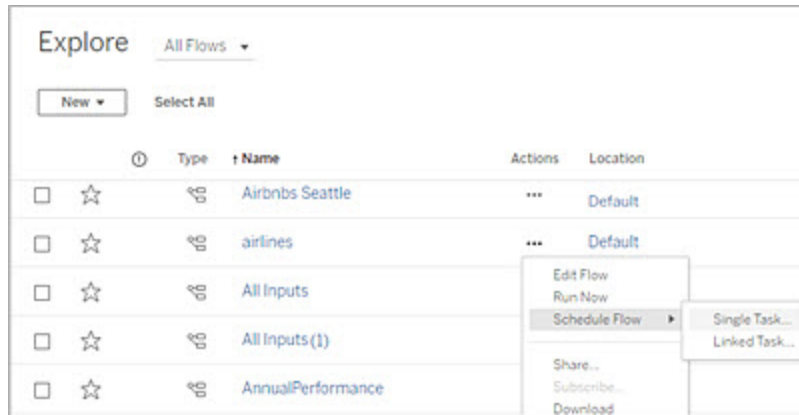 Explore All Flows
New Select All
Type Name Actions Location
Airbnbs Seattle ... Default
airlines ... Default
Edit Flow
All Inputs
Run Now
Schedule Flow Single Task...
All Inputs(1) Linked Task...
Share...
Subscribe...
AnnualPerformance
Download